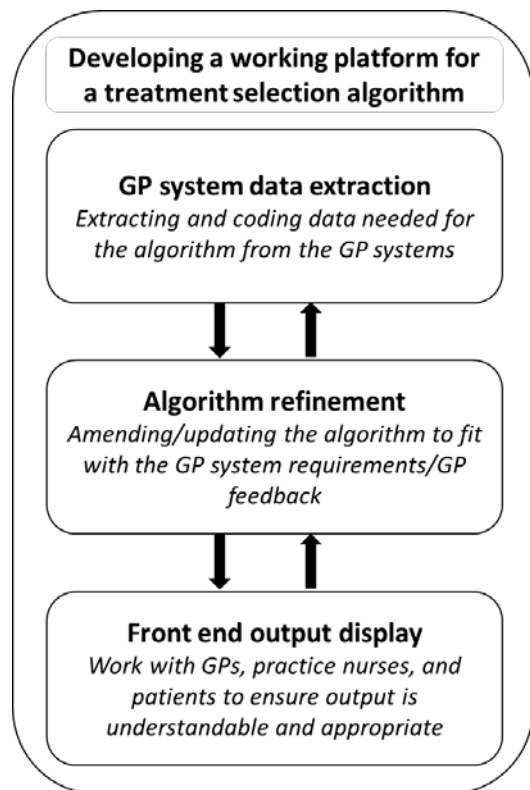 Developing a working platform for
a treatment selection algorithm
GP system data extraction
Extracting and coding data needed for
the algorithm from the GP systems
Algorithm refinement
Amending/updating the algorithm to fit
with the GP system requirements/GP
feedback
Front end output display
Work with GPs, practice nurses, and
patients to ensure output is
understandable and appropriate